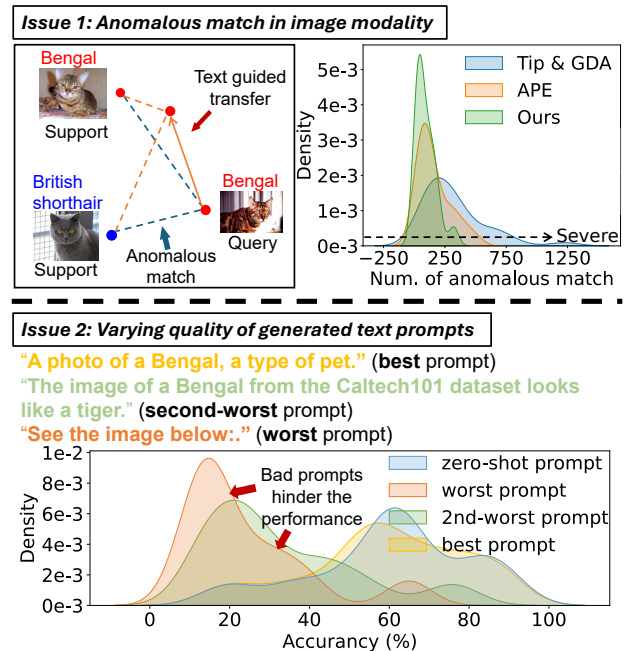 Issue 1: Anomalous match in image modality
Bengal
Support
Text guided
transfer
British
shorthair
Support
Bengal
Query
Anomalous
match
Density
5e-3
4e-3
3e-3
2e-3
1e-3
0e-3
Tip & GDA
APE
Ours
Severe
−250 250 750 1250
Num. of anomalous match
Issue 2: Varying quality of generated text prompts
“A photo of a Bengal, a type of pet.” (best prompt)
“The image of a Bengal from the Caltech101 dataset looks
like a tiger.” (second-worst prompt)
“See the image below:.” (worst prompt)
Density
1e-2
8e-3
6e-3
4e-3
2e-3
0e-3
Bad prompts
hinder the
performance
zero-shot prompt
worst prompt
2nd-worst prompt
best prompt
0 20 40 60 80 100
Accurancy (%)